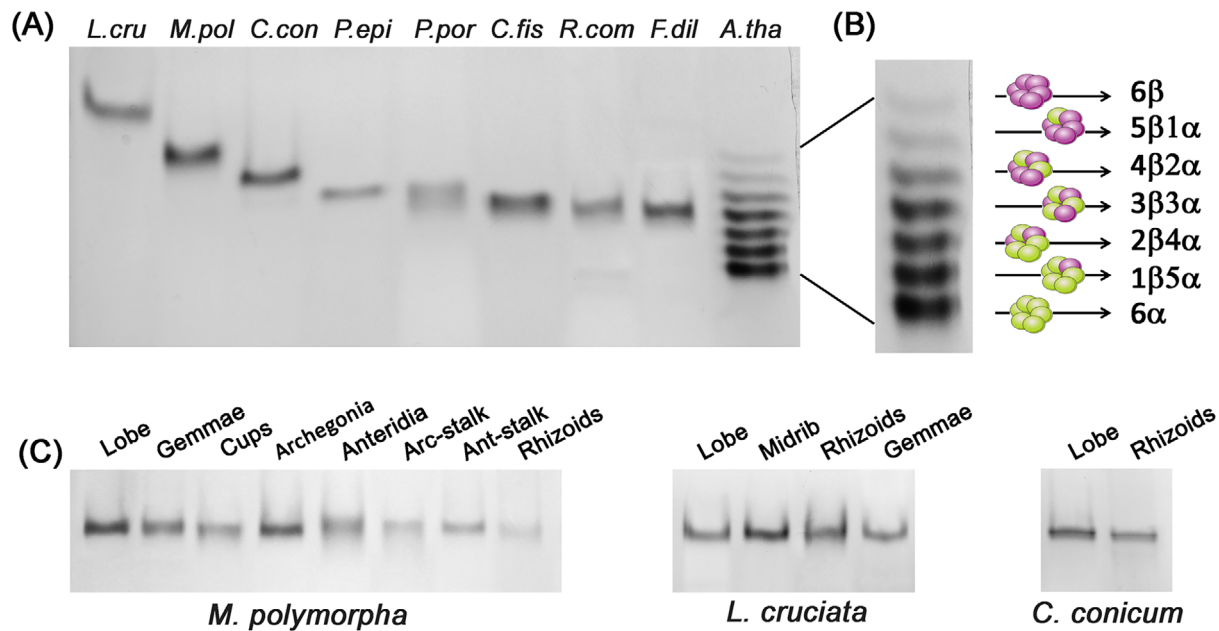 (A) L.cru M.pol C.con P.epi P.por C.fis R.com F.dil A.tha (B)
6β
5β1α
4β2α
3β3α
2β4α
1β5α
6α
(C) Lobe Gemmae Cups Archegonia Anteridia Arc-stalk Ant-stalk Rhizoids
Lobe Midrib Rhizoids Gemmae
Lobe Rhizoids
M. polymorpha L. cruciata C. conicum